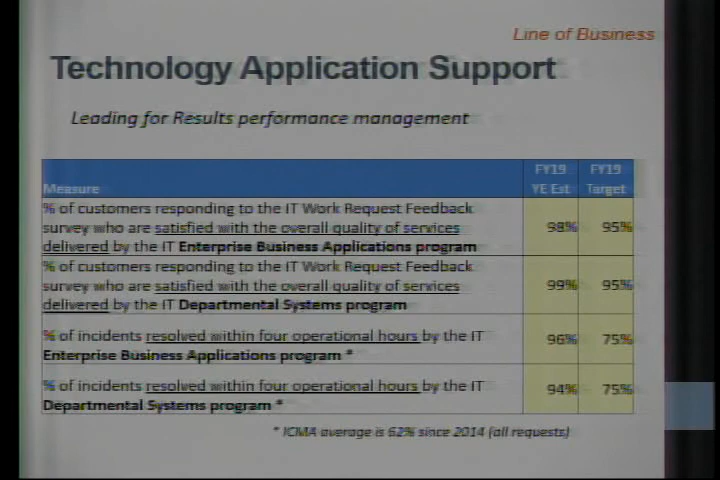 Line of Business
Technology Application Support
Leading for Results performance management
Measure
FY19
YE Est
FY19
Target
% of customers responding to the IT Work Request Feedback
survey who are satisfied with the overall quality of services
delivered by the IT Enterprise Business Applications program
98%
95%
% of customers responding to the IT Work Request Feedback
survey who are satisfied with the overall quality of services
delivered by the IT Departmental Systems program
99%
95%
% of incidents resolved within four operational hours by the IT
Enterprise Business Applications program *
96%
75%
% of incidents resolved within four operational hours by the IT
Departmental Systems program *
94%
75%
* ICMA average is 62% since 2014 (all requests)